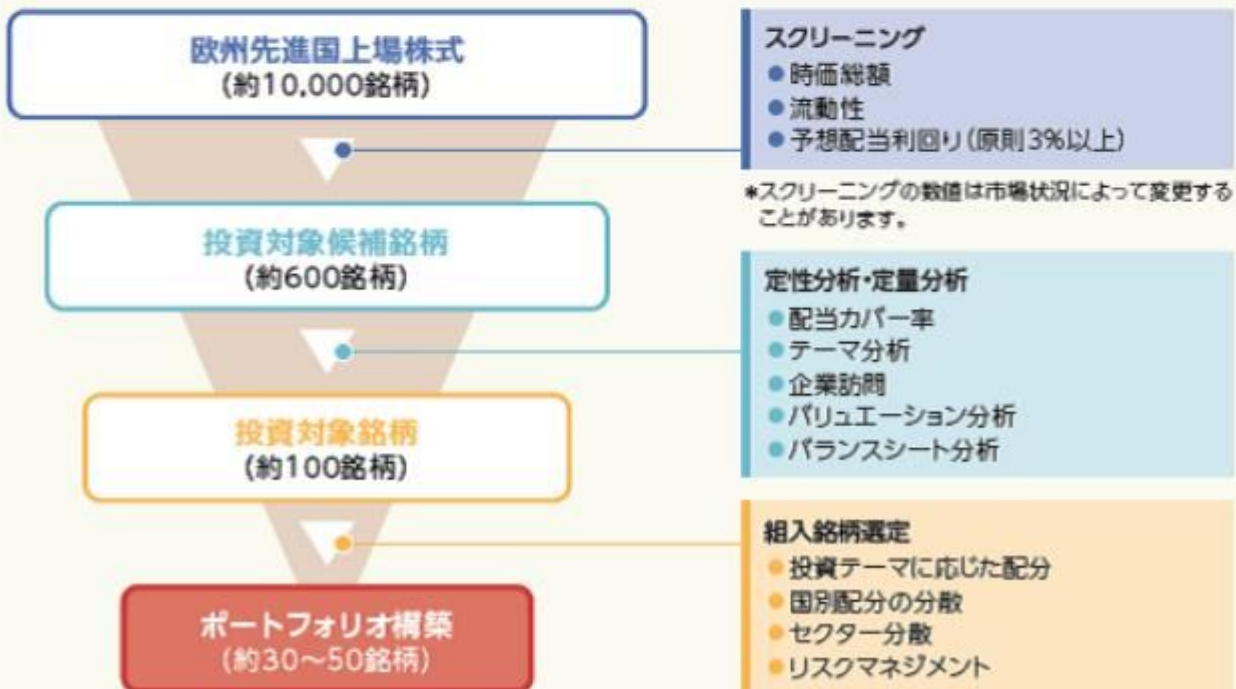 欧州先進国上場株式
(約10,000銘柄)
スクリーニング
●時価総額
●流動性
●予想配当利回り(原則3%以上)
*スクリーニングの数値は市場状況によって変更する
ことがあります。
投資対象候補銘柄
(約600銘柄)
定性分析・定量分析
●配当カバー率
●テーマ分析
●企業訪問
●バリュエーション分析
●バランスシート分析
投資対象銘柄
(約100銘柄)
組入銘柄選定
●投資テーマに応じた配分
●国別配分の分散
●セクター分散
●リスクマネジメント
ポートフォリオ構築
(約30〜50銘柄)